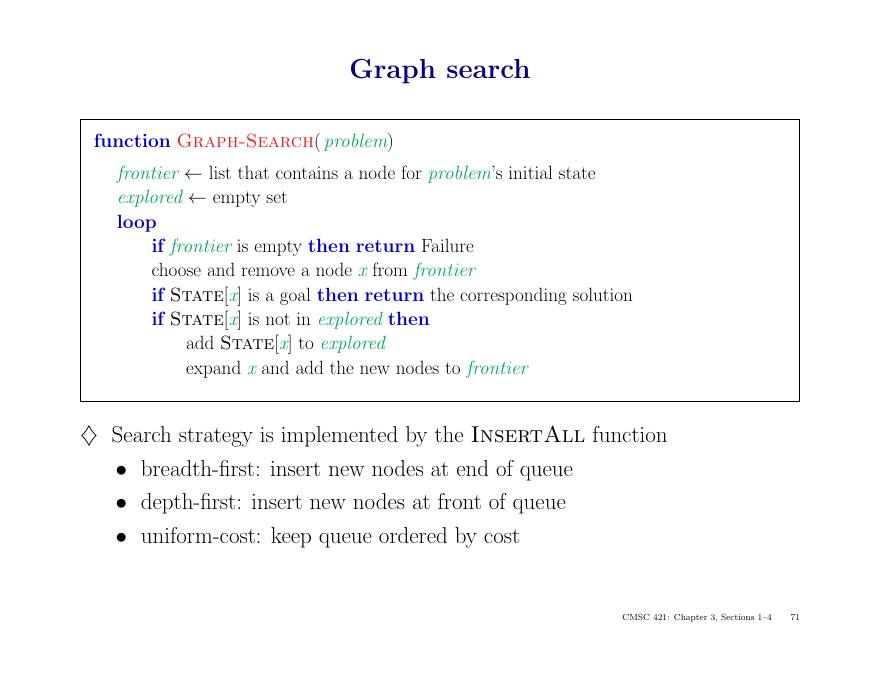 Graph search
function Graph-Search( problem)
frontier ← list that contains a node for problem's initial state
explored ← empty set
loop
if frontier is empty then return Failure
choose and remove a node x from frontier
if State[x] is a goal then return the corresponding solution
if State[x] is not in explored then
add State[x] to explored
expand x and add the new nodes to frontier
♢ Search strategy is implemented by the InsertAll function
• breadth-first: insert new nodes at end of queue
• depth-first: insert new nodes at front of queue
• uniform-cost: keep queue ordered by cost
CMSC 421: Chapter 3, Sections 1–4 71